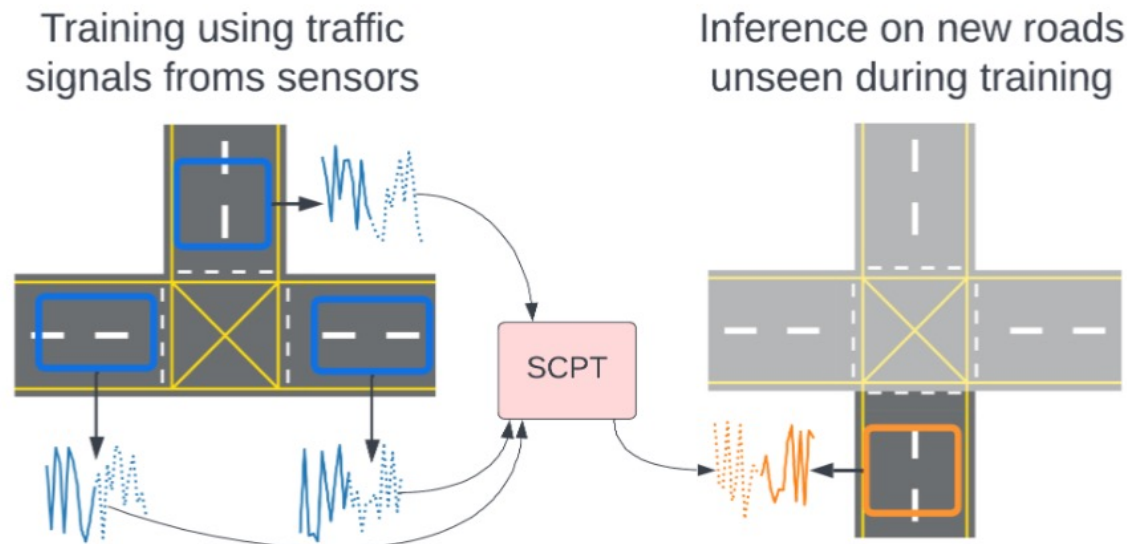 Training using traffic
signals froms sensors
Inference on new roads
unseen during training
SCPT